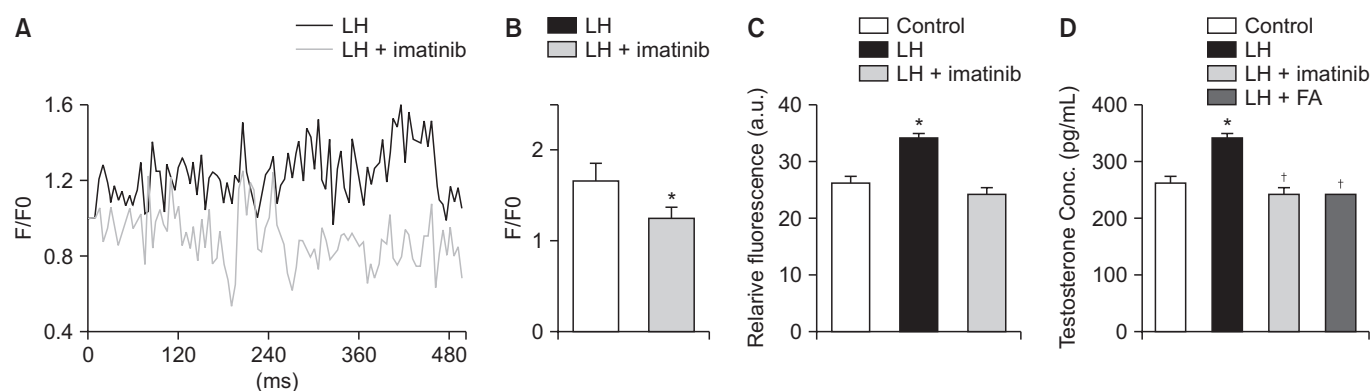 A
LH
LH + imatinib
F/F0
1.6
1.2
0.8
0.4
0
120
240
360
480
(ms)
B
LH
LH + imatinib
F/F0
2
1
0
*
C
Control
LH
LH + imatinib
Relarive fluorescence (a.u.)
40
30
20
10
0
*
D
Control
LH
LH + imatinib
LH + FA
Testosterone Conc. (pg/mL)
400
300
200
100
0
*
†
†